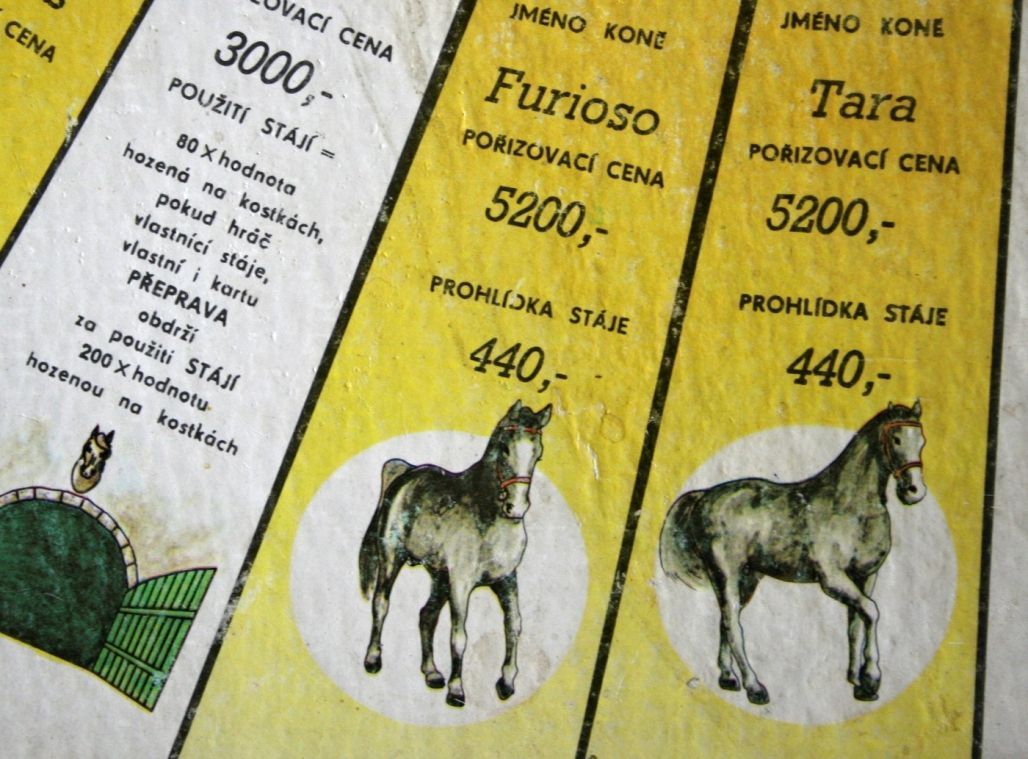 CENA
POŘIZOVACÍ CENA
3000,-
POUŽITÍ STÁJÍ =
80 X hodnota
hozená na kostkách,
pokud hráč
vlastnící stáje,
vlastní i kartu
PŘEPRAVA
obdrží
za použití STÁJÍ
200 X hodnotu
hozenou na kostkách
JMÉNO KONĚ
Furioso
POŘIZOVACÍ CENA
5200,-
PROHLÍDKA STÁJE
440,-
JMÉNO KONĚ
Tara
POŘIZOVACÍ CENA
5200,-
PROHLÍDKA STÁJE
440,-